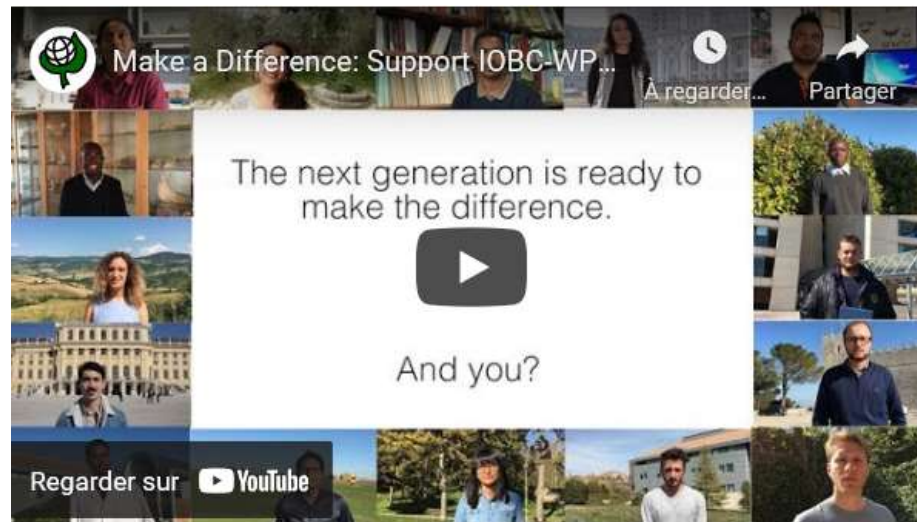 Make a Difference: Support IOBC-WP...
À regarder...
Partager
The next generation is ready to
make the difference.
And you?
Regarder sur YouTube